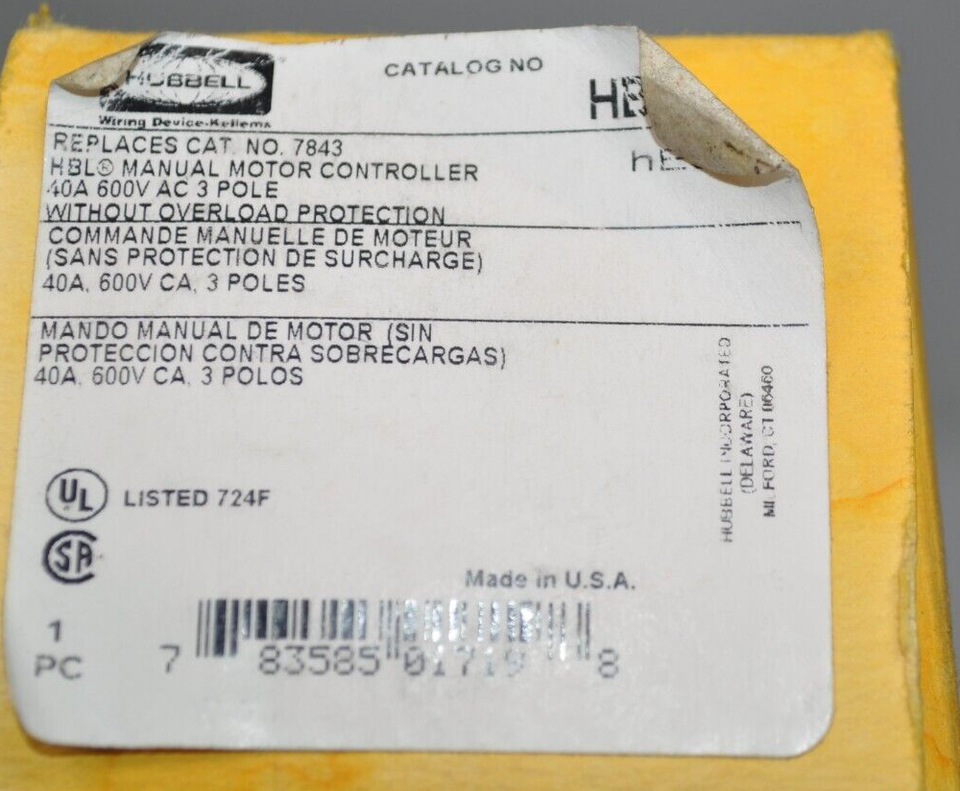 HUBBELL
Wiring Device-Kellems
CATALOG NO
HB
REPLACES CAT. NO. 7843
HBL® MANUAL MOTOR CONTROLLER
40A 600V AC 3 POLE
WITHOUT OVERLOAD PROTECTION
COMMANDE MANUELLE DE MOTEUR
(SANS PROTECTION DE SURCHARGE)
40A, 600V CA, 3 POLES
MANDO MANUAL DE MOTOR (SIN
PROTECCION CONTRA SOBRECARGAS)
40A, 600V CA, 3 POLOS
HUBBELL INCORPORATED
(DELAWARE)
MILFORD, CT 06460
UL LISTED 724F
SA
Made in U.S.A.
1
PC
7 83585 01719 8